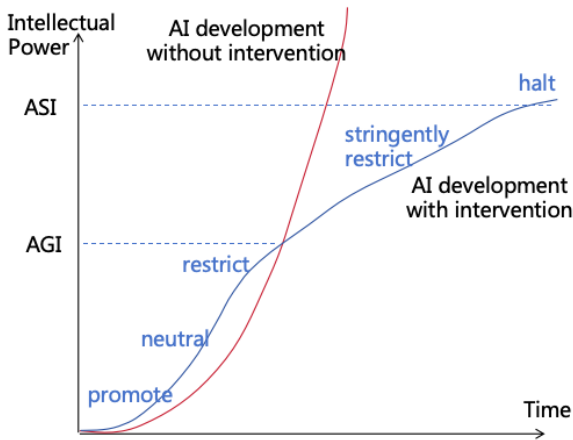 Intellectual
Power
AI development
without intervention
ASI
halt
stringently
restrict
AI development
with intervention
AGI
restrict
neutral
promote
Time